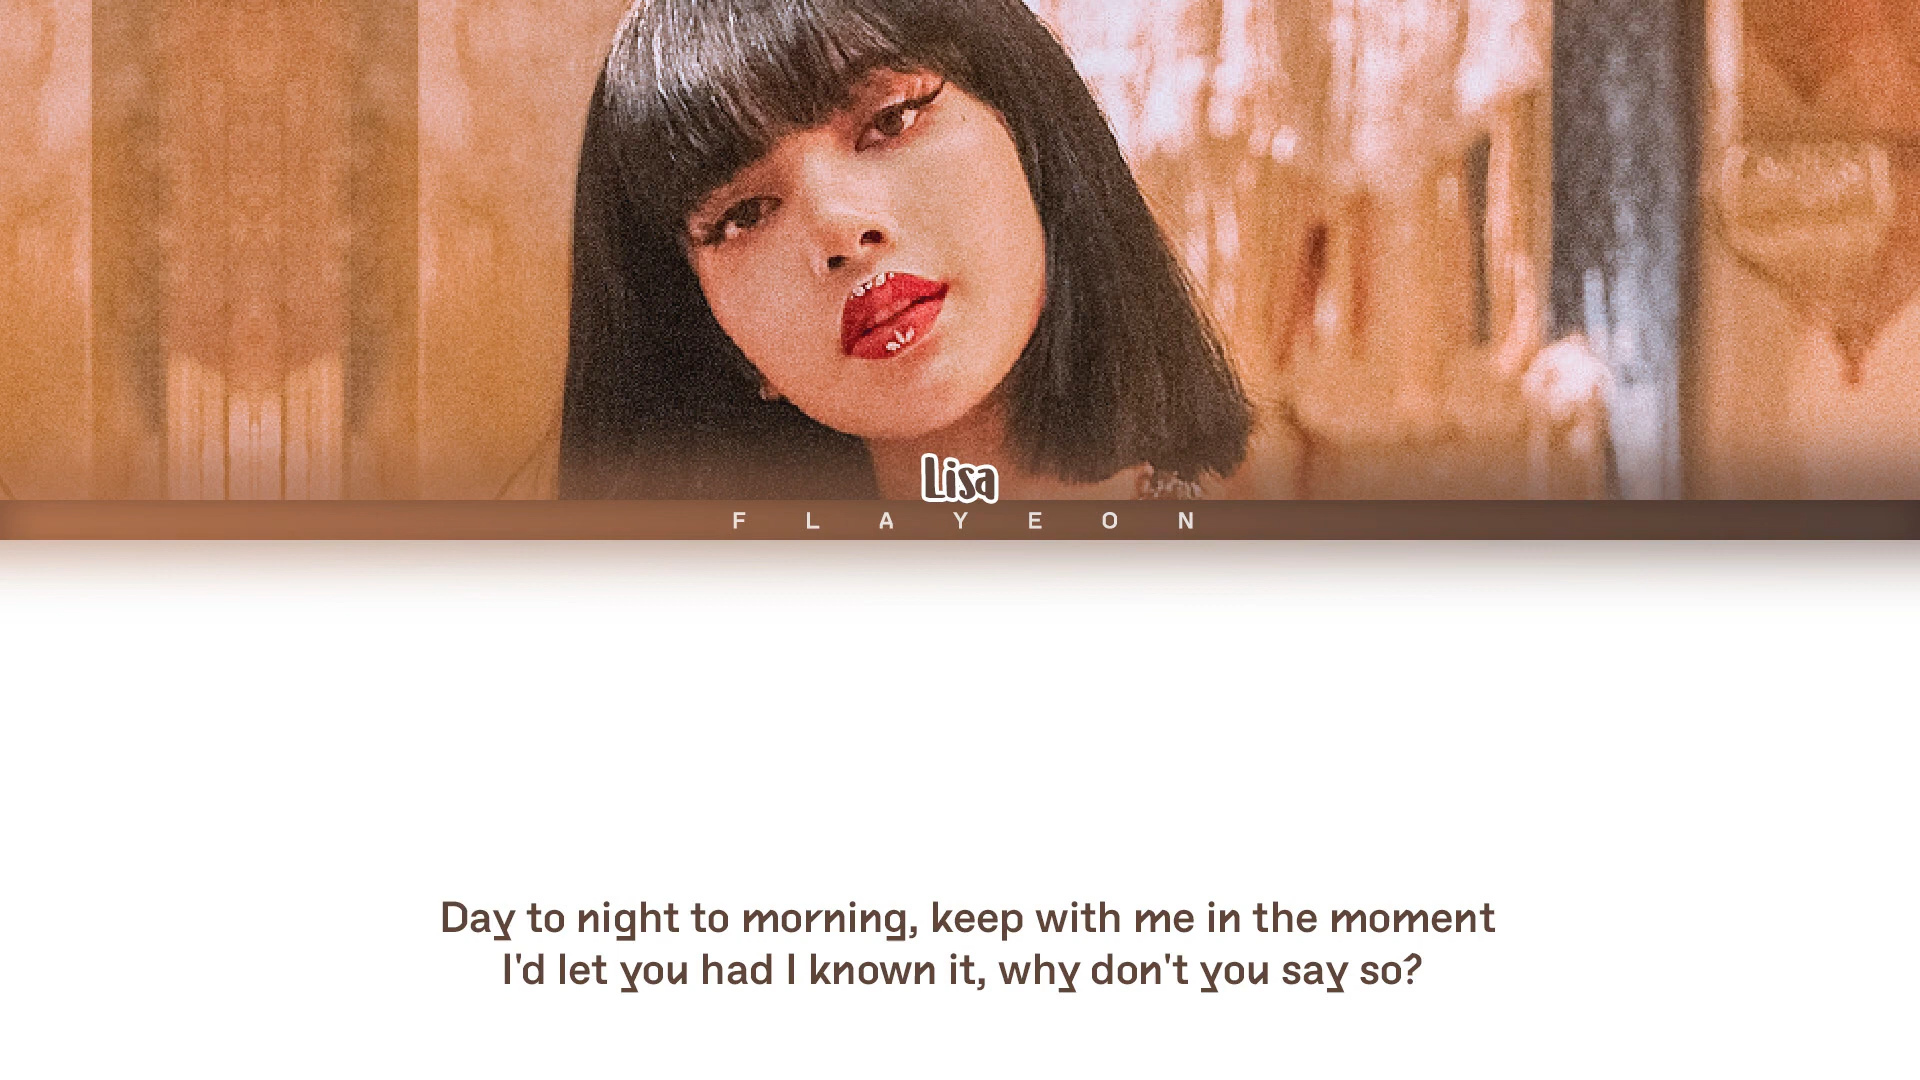 Lisa
FLAYEON
Day to night to morning, keep with me in the moment
I'd let you had I known it, why don't you say so?